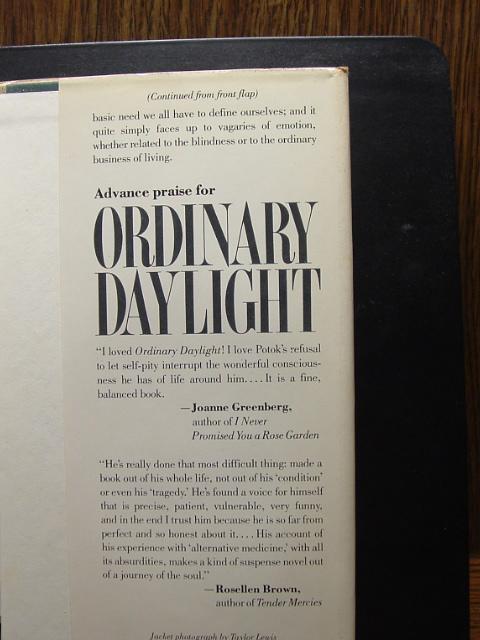 (Continued from front flap)
basic need we all have to define ourselves; and it
quite simply faces up to vagaries of emotion,
whether related to the blindness or to the ordinary
business of living.
Advance praise for
ORDINARY
DAYLIGHT
“I loved Ordinary Daylight! I love Potok's refusal
to let self-pity interrupt the wonderful conscious-
ness he has of life around him.... It is a fine,
balanced book.
—Joanne Greenberg,
author of I Never
Promised You a Rose Garden
“He's really done that most difficult thing: made a
book out of his whole life, not out of his ‘condition’
or even his ‘tragedy.’ He's found a voice for himself
that is precise, patient, vulnerable, very funny,
and in the end I trust him because he is so far from
perfect and so honest about it.... His account of
his experience with ‘alternative medicine,’ with all
its absurdities, makes a kind of suspense novel out
of a journey of the soul.”
—Rosellen Brown,
author of Tender Mercies
Jacket photograph by Taylor Lewis